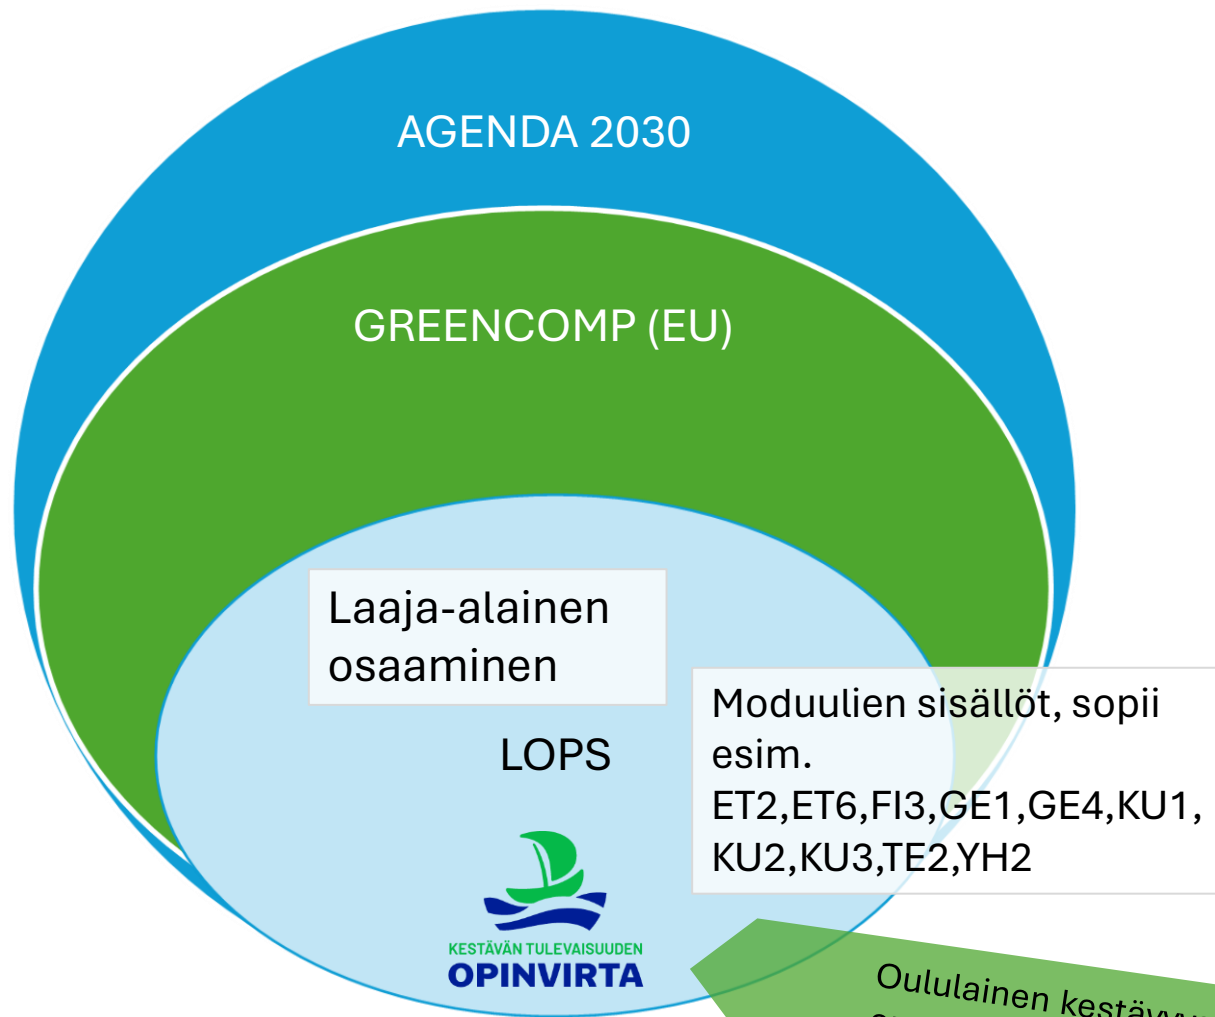 AGENDA 2030
GREENCOMP (EU)
Laaja-alainen
osaaminen
LOPS
Moduulien sisällöt, sopii
esim.
ET2,ET6,FI3,GE1,GE4,KU1,
KU2,KU3,TE2,YH2
KESTÄVÄN TULEVAISUUDEN
OPINVIRTA
Oululainen